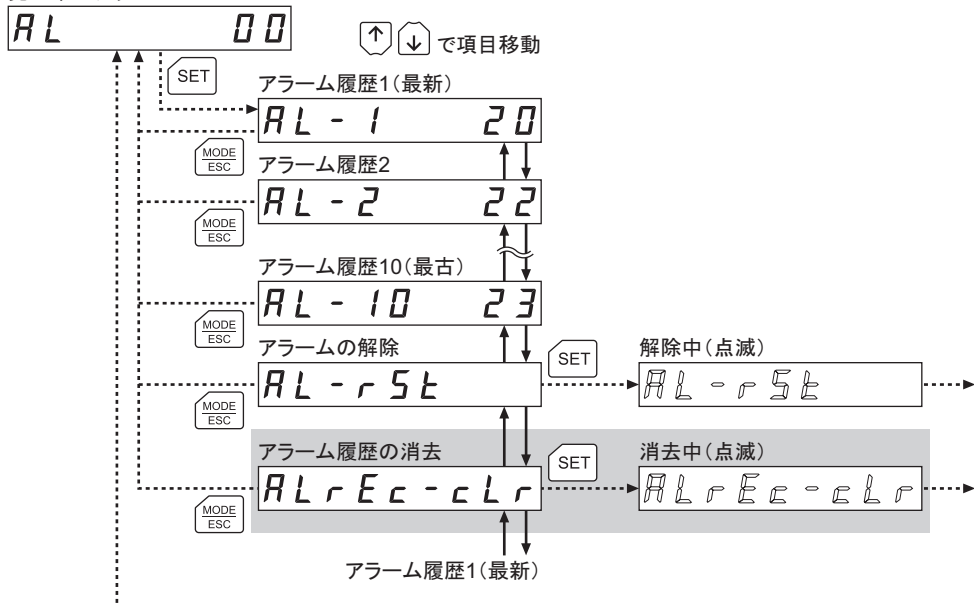 AL 00
↑ ↓ で項目移動
SET
アラーム履歴1(最新)
AL-1 20
MODE
ESC
アラーム履歴2
AL-2 22
MODE
ESC
アラーム履歴10(最古)
AL-10 23
MODE
ESC
アラームの解除
AL-rSt
SET
解除中(点滅)
AL-rSt
MODE
ESC
アラーム履歴の消去
ALrEc-cLr
SET
消去中(点滅)
ALrEc-cLr
MODE
ESC
アラーム履歴1(最新)